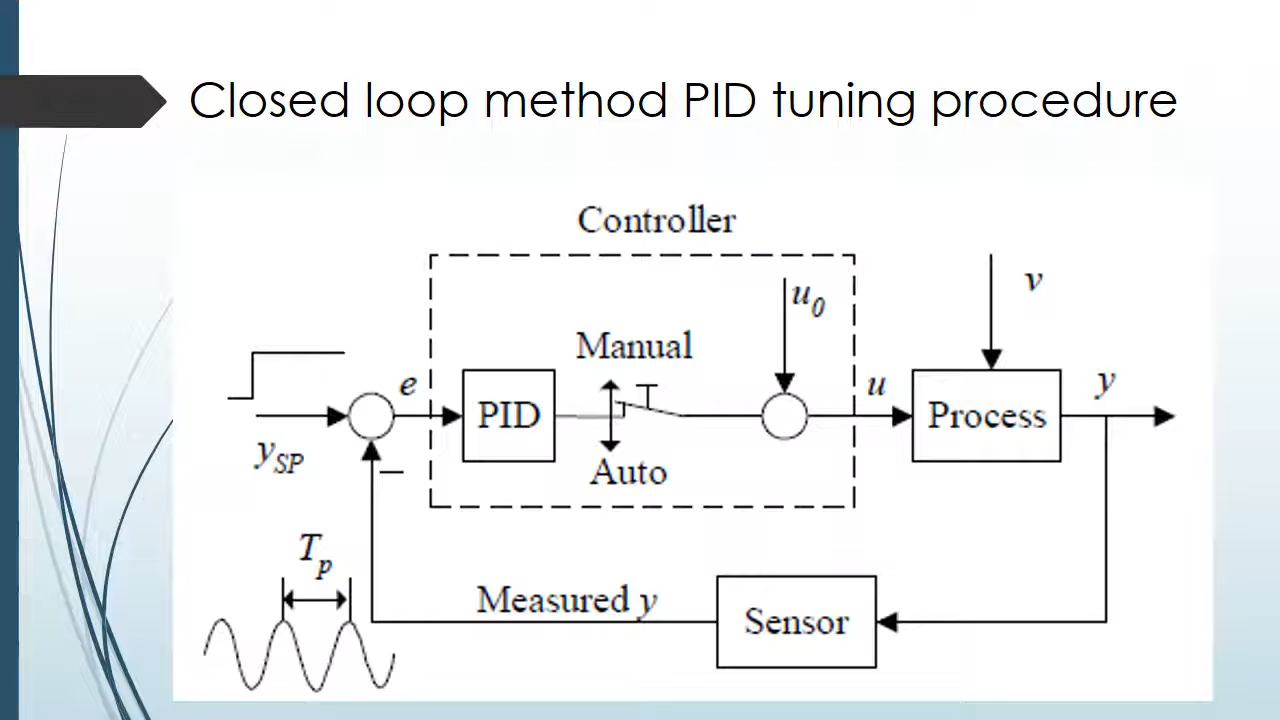 Closed loop method PID tuning procedure
Controller
u0
v
Manual
e
PID
u
Process
y
ySP
−
Auto
Tp
Measured y
Sensor